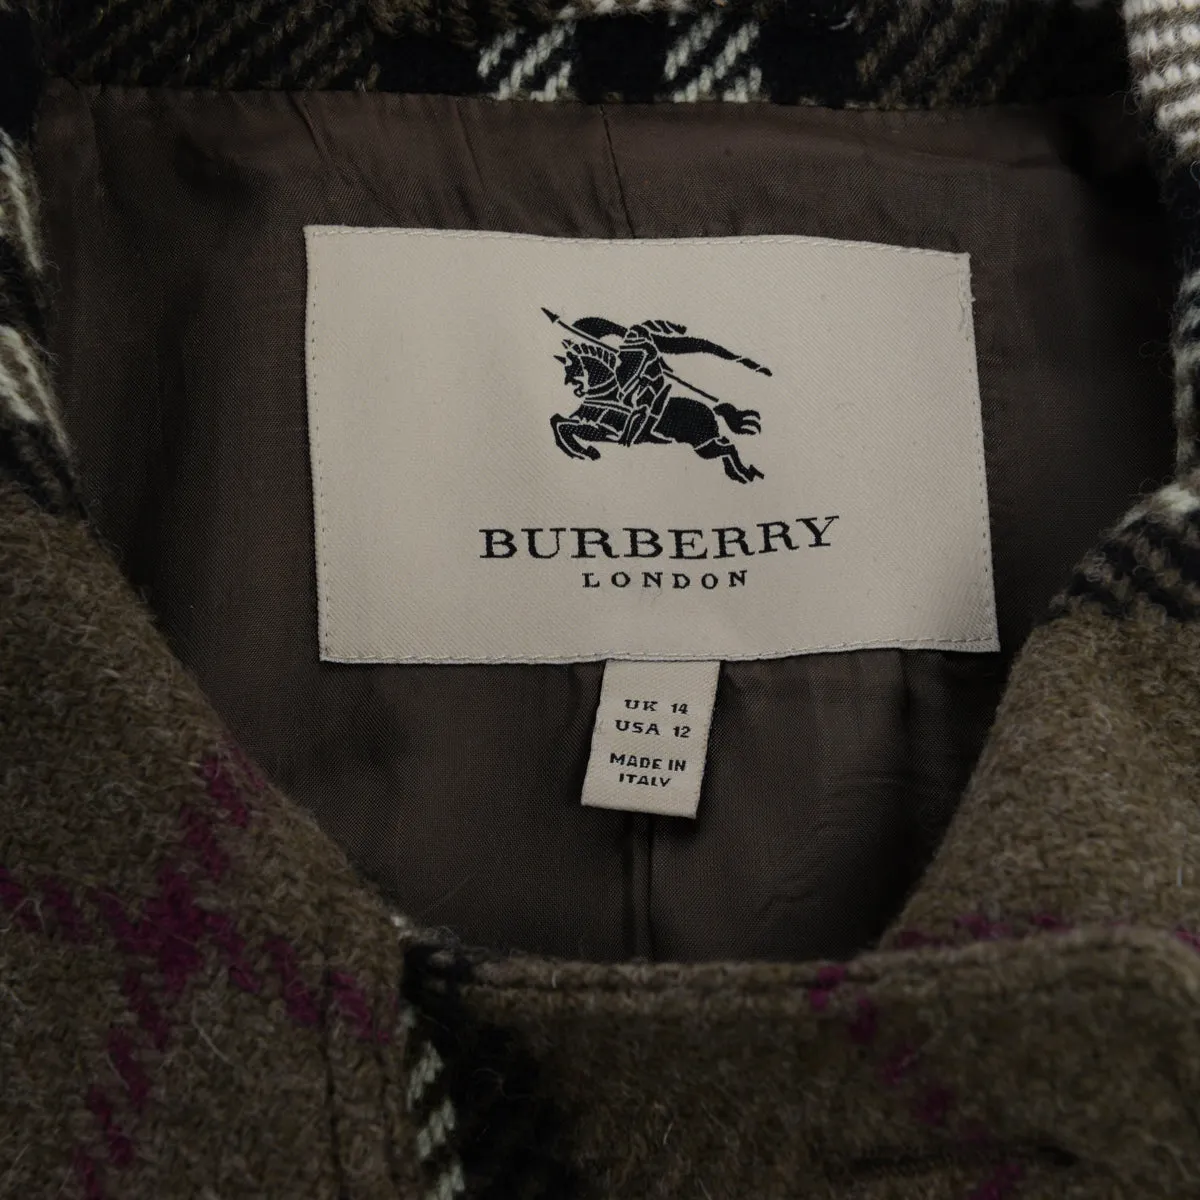 BURBERRY
LONDON
UK 14
USA 12
MADE IN
ITALY